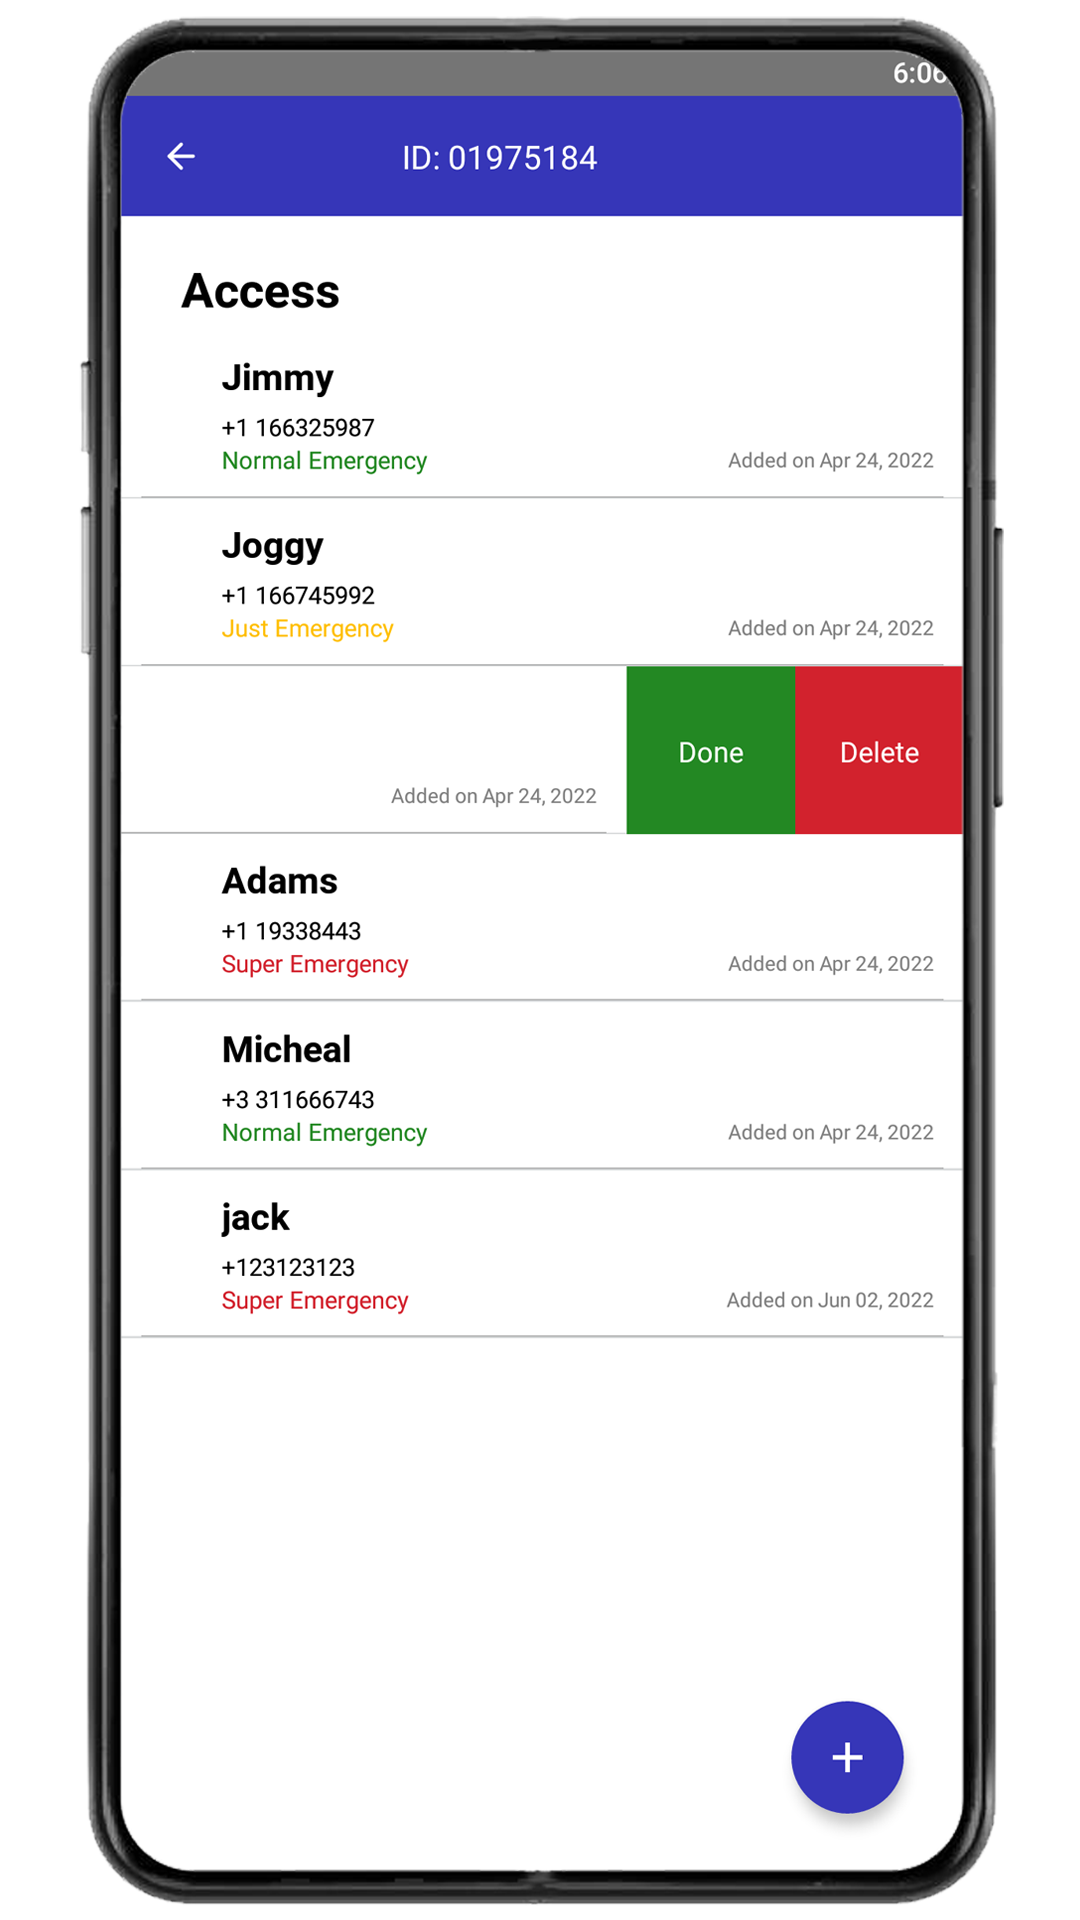 6:06
ID: 01975184
Access
Jimmy
+1 166325987
Normal Emergency Added on Apr 24, 2022
Joggy
+1 166745992
Just Emergency Added on Apr 24, 2022
Done Delete
Added on Apr 24, 2022
Adams
+1 19338443
Super Emergency Added on Apr 24, 2022
Micheal
+3 311666743
Normal Emergency Added on Apr 24, 2022
jack
+123123123
Super Emergency Added on Jun 02, 2022